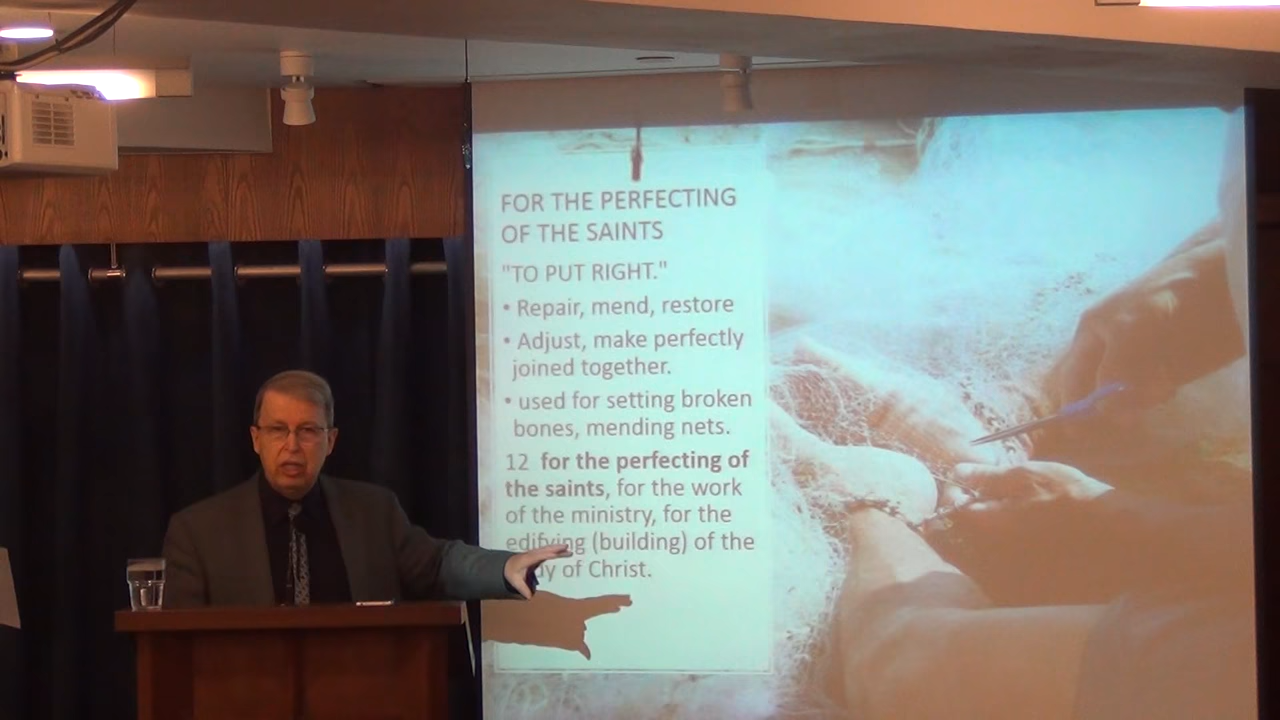 FOR THE PERFECTING
OF THE SAINTS
"TO PUT RIGHT."
• Repair, mend, restore
• Adjust, make perfectly
joined together.
• used for setting broken
bones, mending nets.
12 for the perfecting of
the saints, for the work
of the ministry, for the
edifying (building) of the
of Christ.